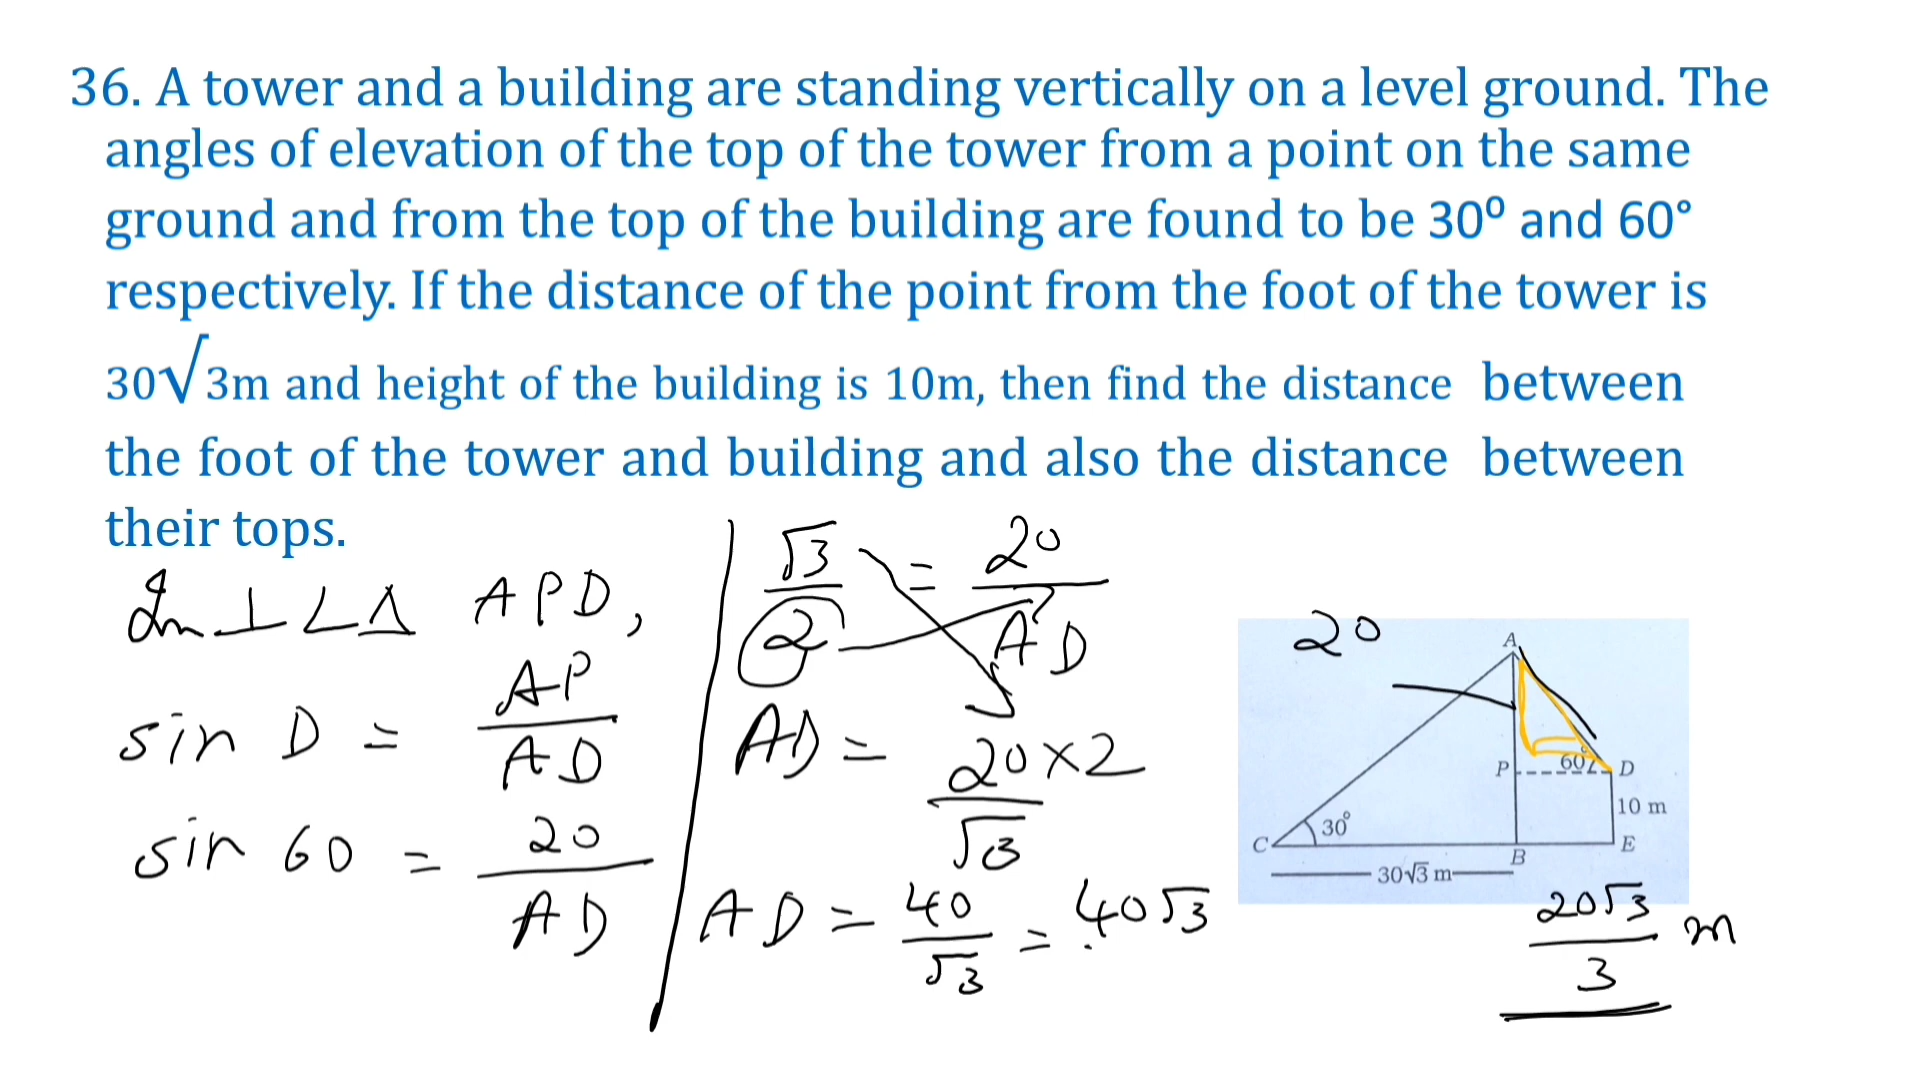 36. A tower and a building are standing vertically on a level ground. The
angles of elevation of the top of the tower from a point on the same
ground and from the top of the building are found to be 30⁰ and 60°
respectively. If the distance of the point from the foot of the tower is
30√3m and height of the building is 10m, then find the distance between
the foot of the tower and building and also the distance between
their tops.
In ⊥∠△ APD,
sin D = AP/AD
sin 60 = 20/AD
√3/2 = 20/AD
AD = 20×2/√3
AD = 40/√3 = 40√3
20
A
P 60° D
10 m
30°
C B E
30√3 m
20√3/3 m